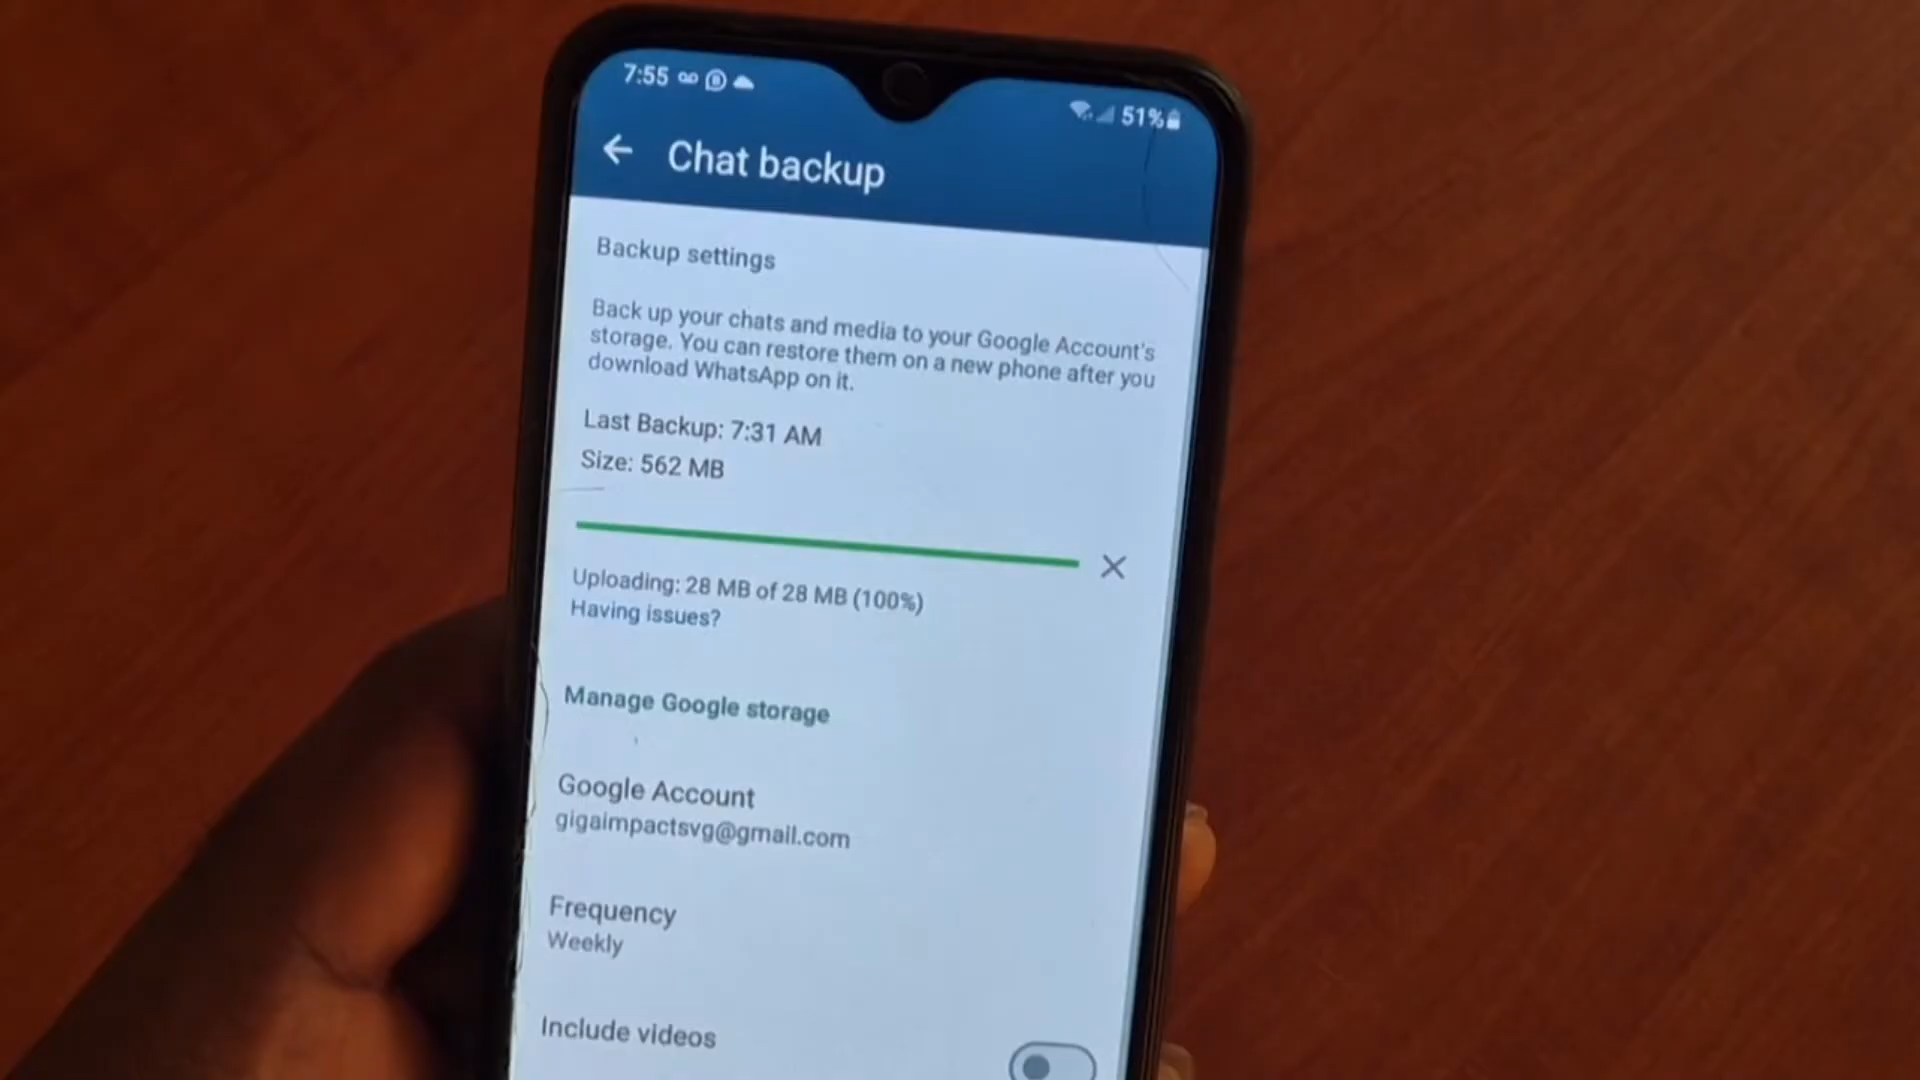 7:55
51%
Chat backup
Backup settings
Back up your chats and media to your Google Account's
storage. You can restore them on a new phone after you
download WhatsApp on it.
Last Backup: 7:31 AM
Size: 562 MB
Uploading: 28 MB of 28 MB (100%)
Having issues?
Manage Google storage
Google Account
gigaimpactsvg@gmail.com
Frequency
Weekly
Include videos